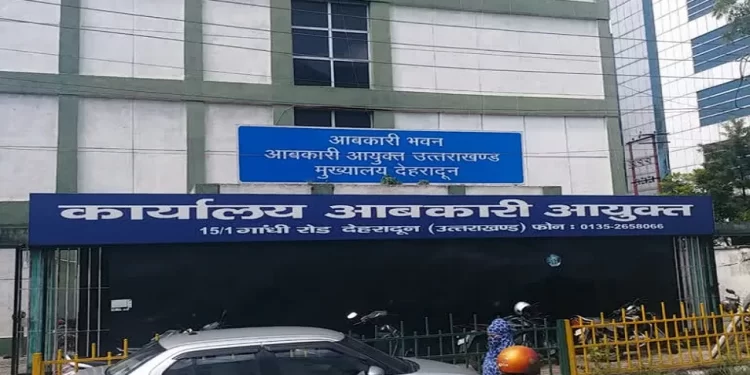 आबकारी भवन
आबकारी आयुक्त उत्तराखण्ड
मुख्यालय देहरादून
कार्यालय आबकारी आयुक्त
15/1 गांधी रोड देहरादून (उत्तराखण्ड) फोन : 0135-2658066